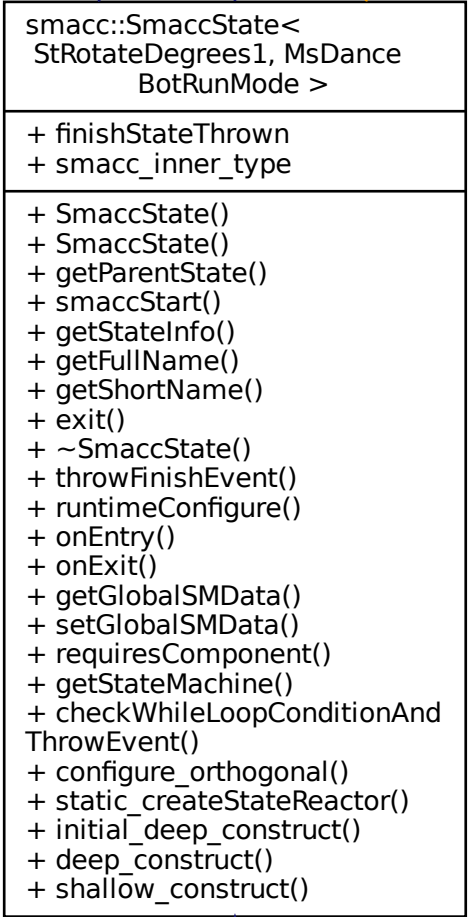 smacc::SmaccState<
StRotateDegrees1, MsDance
BotRunMode >
+ finishStateThrown
+ smacc_inner_type
+ SmaccState()
+ SmaccState()
+ getParentState()
+ smaccStart()
+ getStateInfo()
+ getFullName()
+ getShortName()
+ exit()
+ ~SmaccState()
+ throwFinishEvent()
+ runtimeConfigure()
+ onEntry()
+ onExit()
+ getGlobalSMData()
+ setGlobalSMData()
+ requiresComponent()
+ getStateMachine()
+ checkWhileLoopConditionAnd
ThrowEvent()
+ configure_orthogonal()
+ static_createStateReactor()
+ initial_deep_construct()
+ deep_construct()
+ shallow_construct()